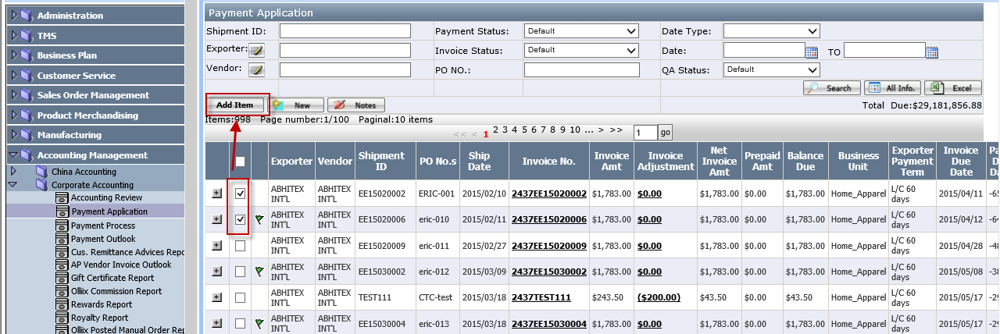 Administration
TMS
Business Plan
Customer Service
Sales Order Management
Product Merchandising
Manufacturing
Accounting Management
China Accounting
Corporate Accounting
Accounting Review
Payment Application
Payment Process
Payment Outlook
Cus. Remittance Advices Repo
AP Vendor Invoice Outlook
Gift Certificate Report
Olliix Commission Report
Rewards Report
Royalty Report
Olliix Posted Manual Order Rep
Payment Application
Shipment ID: Payment Status: Default Date Type:
Exporter: Invoice Status: Default Date: TO
Vendor: PO NO.: QA Status: Default
Search All Info. Excel
Add Item New Notes Total Due:$29,181,856.88
Items:998 Page number:1/100 Paginal:10 items
<< < 1 2 3 4 5 6 7 8 9 10 ... > >> 1 go
Exporter Vendor Shipment ID PO No.s Ship Date Invoice No. Invoice Amt Invoice Adjustment Net Invoice Amt Prepaid Amt Balance Due Business Unit Exporter Payment Term Invoice Due Date
ABHITEX INT'L ABHITEX INT'L EE15020002 ERIC-001 2015/02/10 2437EE15020002 $1,783.00 $0.00 $1,783.00 $0.00 $1,783.00 Home_Apparel L/C 60 days 2015/04/11
ABHITEX INT'L ABHITEX INT'L EE15020006 eric-010 2015/02/11 2437EE15020006 $1,783.00 $0.00 $1,783.00 $0.00 $1,783.00 Home_Apparel L/C 60 days 2015/04/12
ABHITEX INT'L ABHITEX INT'L EE15020009 eric-011 2015/02/27 2437EE15020009 $1,783.00 $0.00 $1,783.00 $0.00 $1,783.00 Home_Apparel L/C 60 days 2015/04/28
ABHITEX INT'L ABHITEX INT'L EE15030002 eric-012 2015/03/09 2437EE15030002 $1,783.00 $0.00 $1,783.00 $0.00 $1,783.00 Home_Apparel L/C 60 days 2015/05/08
ABHITEX INT'L ABHITEX INT'L TEST111 CTC-test 2015/03/18 2437TEST111 $243.50 ($200.00) $43.50 $0.00 $43.50 Home_Apparel L/C 60 days 2015/05/17
ABHITEX INT'L ABHITEX INT'L EE15030004 eric-013 2015/03/18 2437EE15030004 $1,783.00 $0.00 $1,783.00 $0.00 $1,783.00 Home_Apparel L/C 60 days 2015/05/17